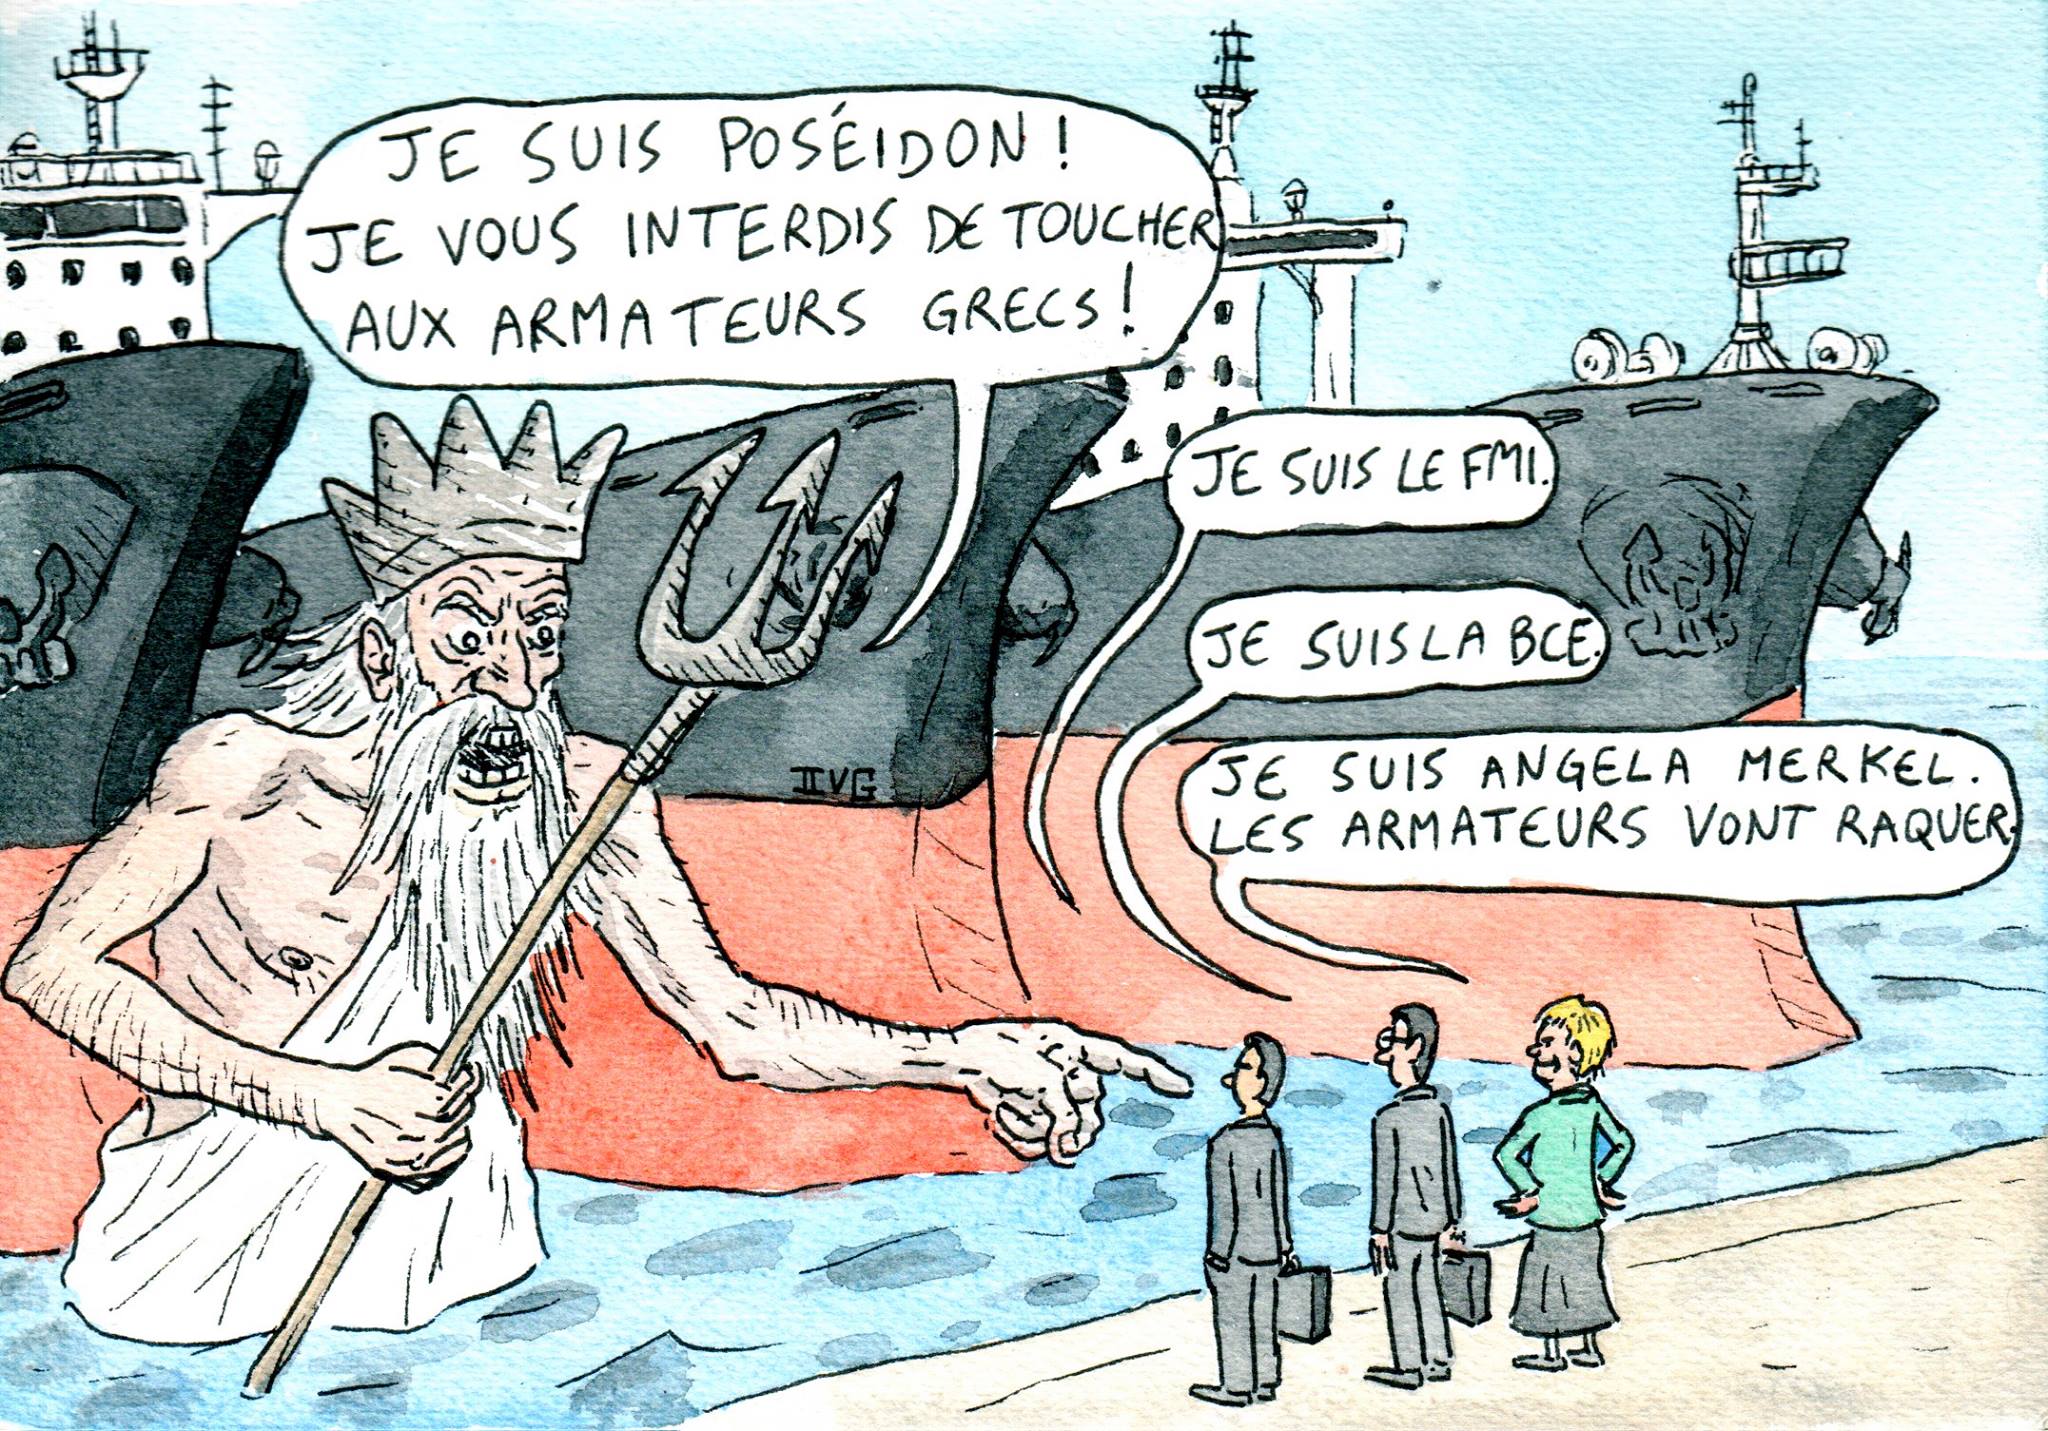 JE SUIS POSÉIDON !
JE VOUS INTERDIS DE TOUCHER
AUX ARMATEURS GRECS !
JE SUIS LE FMI.
JE SUIS LA BCE.
JE SUIS ANGELA MERKEL.
LES ARMATEURS VONT RAQUER.
IIVG